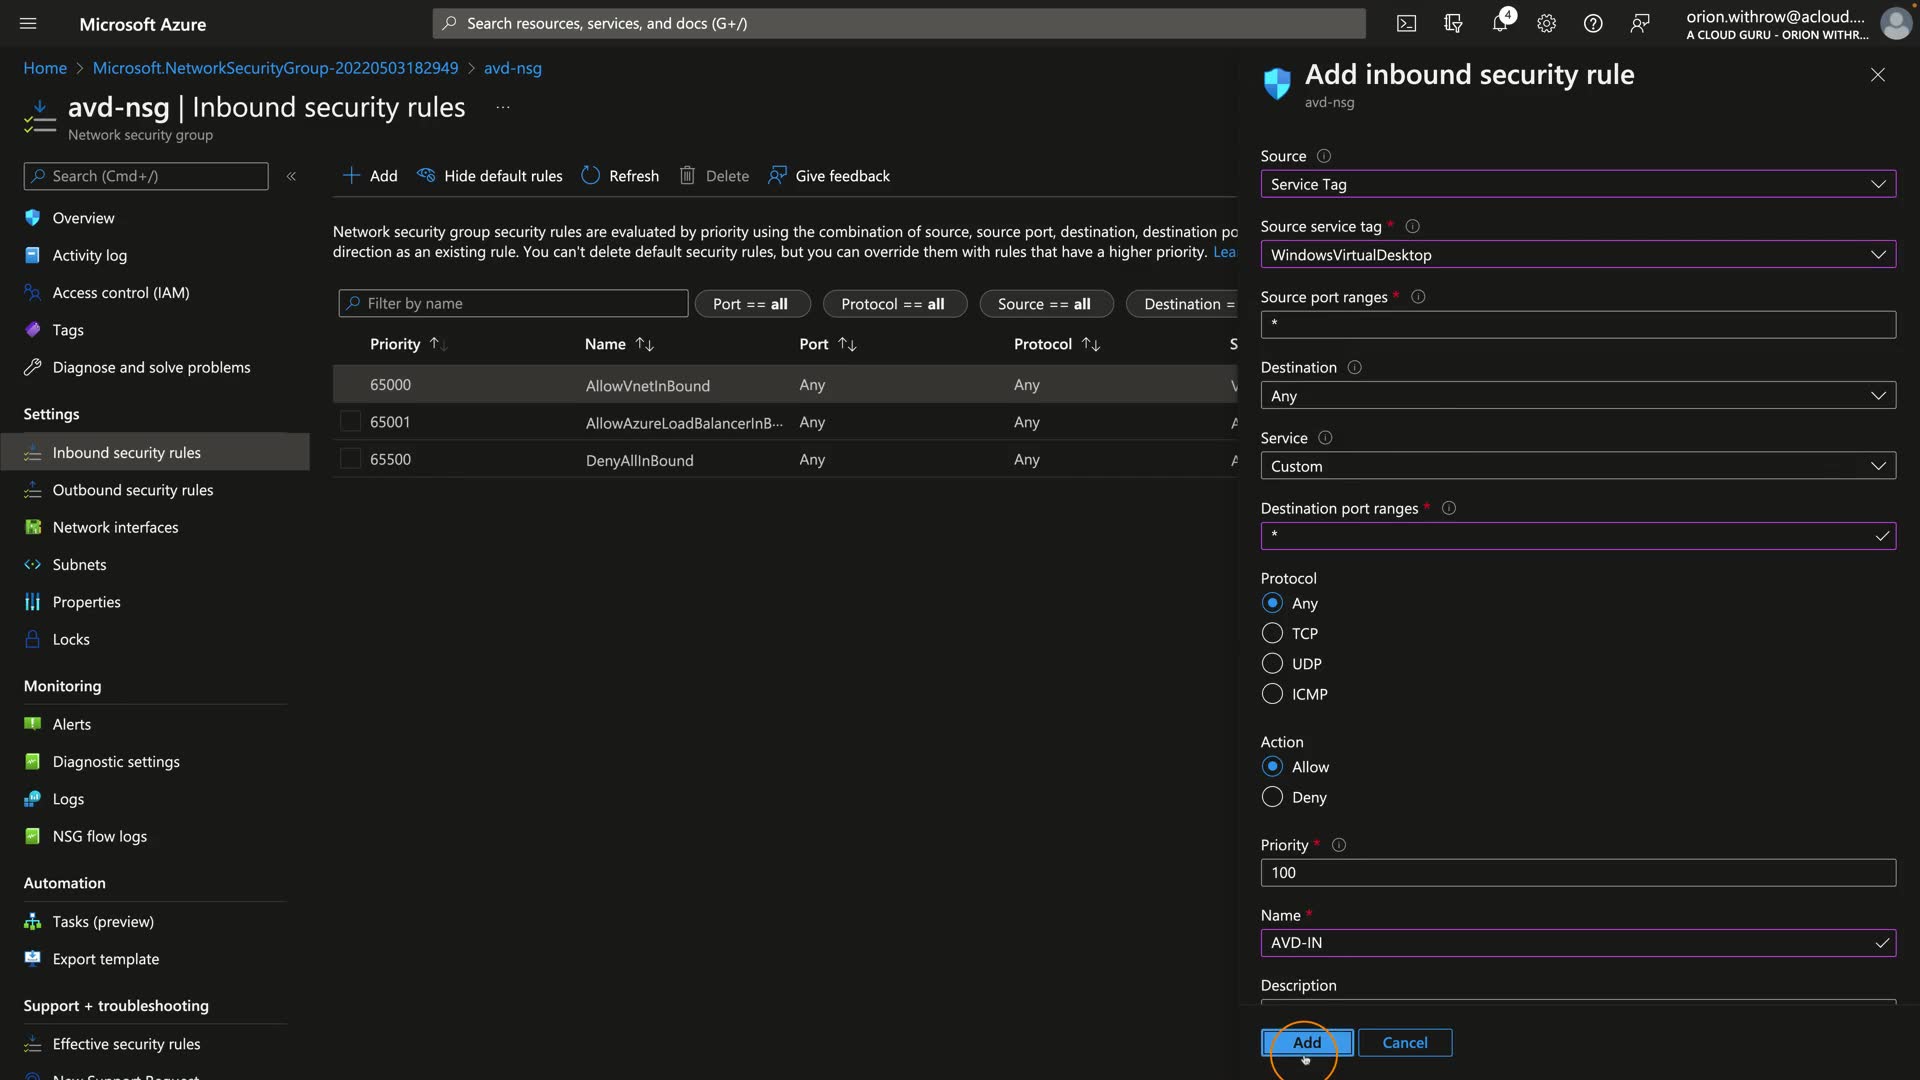 Microsoft Azure
Search resources, services, and docs (G+/)
4
orion.withrow@acloud....
A CLOUD GURU - ORION WITHR...
Home > Microsoft.NetworkSecurityGroup-20220503182949 > avd-nsg
avd-nsg | Inbound security rules ...
Network security group
Search (Cmd+/)
«
Overview
Activity log
Access control (IAM)
Tags
Diagnose and solve problems
Settings
Inbound security rules
Outbound security rules
Network interfaces
Subnets
Properties
Locks
Monitoring
Alerts
Diagnostic settings
Logs
NSG flow logs
Automation
Tasks (preview)
Export template
Support + troubleshooting
Effective security rules
New Support Request
Add Hide default rules Refresh Delete Give feedback
Network security group security rules are evaluated by priority using the combination of source, source port, destination, destination po
direction as an existing rule. You can't delete default security rules, but you can override them with rules that have a higher priority. Lea
Filter by name Port == all Protocol == all Source == all Destination =
Priority Name Port Protocol S
65000 AllowVnetInBound Any Any V
65001 AllowAzureLoadBalancerInB... Any Any A
65500 DenyAllInBound Any Any A
Add inbound security rule
avd-nsg
Source
Service Tag
Source service tag *
WindowsVirtualDesktop
Source port ranges *
*
Destination
Any
Service
Custom
Destination port ranges *
*
Protocol
Any
TCP
UDP
ICMP
Action
Allow
Deny
Priority *
100
Name *
AVD-IN
Description
Add Cancel